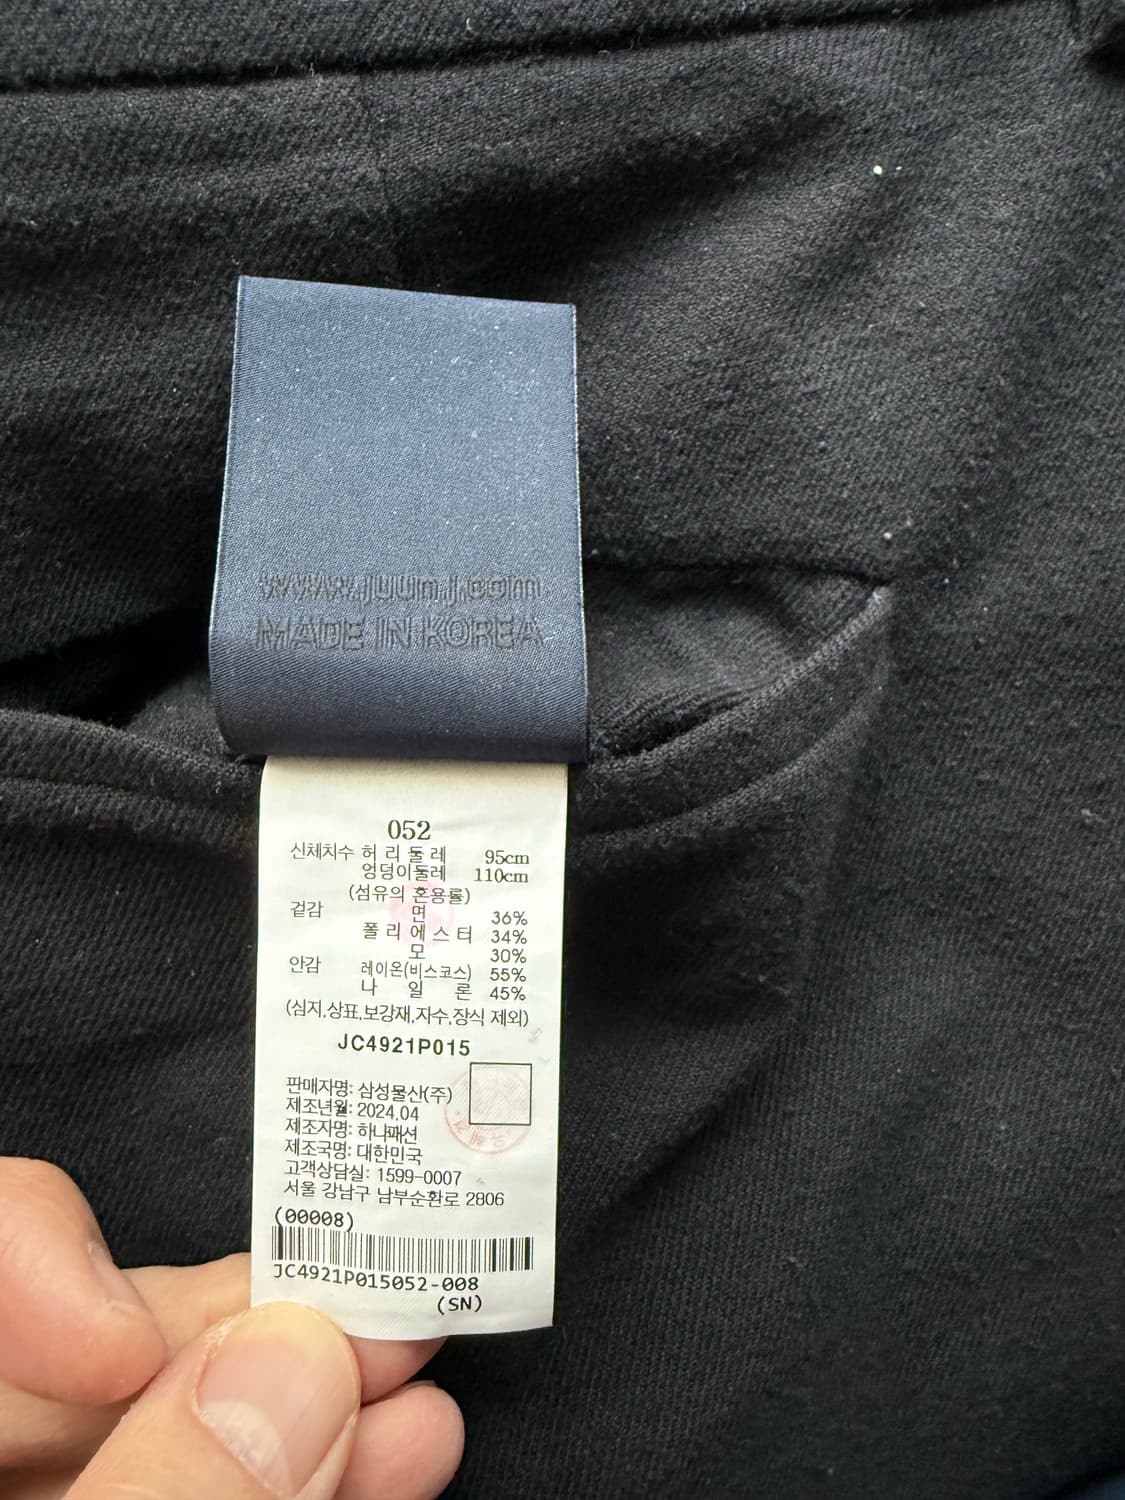 www.juunj.com
MADE IN KOREA
052
신체치수 허리둘레 95cm
엉덩이둘레 110cm
(섬유의 혼용률)
겉감 면 36%
폴리에스터 34%
모 30%
안감 레이온(비스코스) 55%
나일론 45%
(심지,상표,보강재,자수,장식 제외)
JC4921P015
판매자명: 삼성물산(주)
제조년월: 2024.04
제조자명: 하나패션
제조국명: 대한민국
고객상담실: 1599-0007
서울 강남구 남부순환로 2806
(00008)
JC4921P015052-008
(SN)